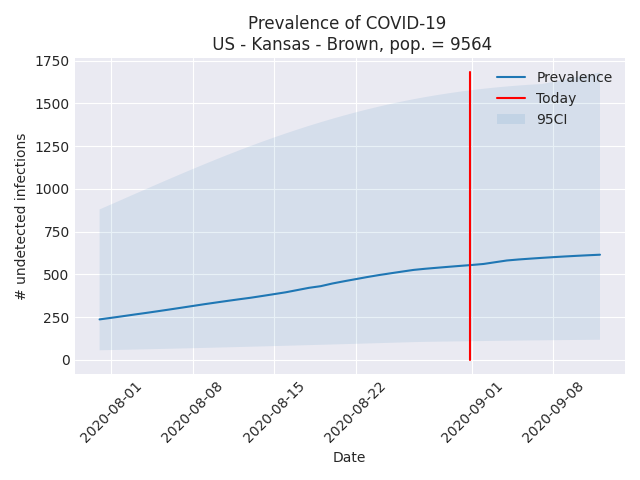 Prevalence of COVID-19
US - Kansas - Brown, pop. = 9564
1750
1500
1250
1000
750
500
250
0
# undetected infections
Prevalence
Today
95CI
2020-08-01
2020-08-08
2020-08-15
2020-08-22
2020-09-01
2020-09-08
Date